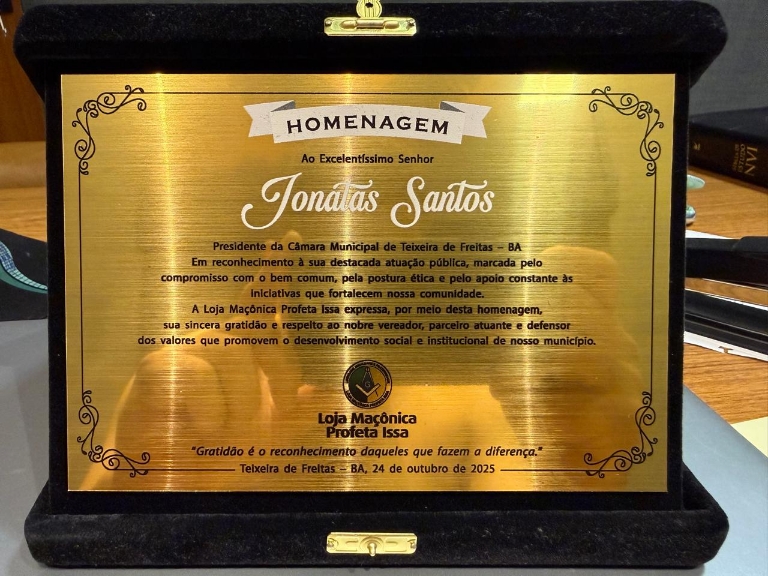 HOMENAGEM
Ao Excelentíssimo Senhor
Jonatas Santos
Presidente da Câmara Municipal de Teixeira de Freitas – BA
Em reconhecimento à sua destacada atuação pública, marcada pelo
compromisso com o bem comum, pela postura ética e pelo apoio constante às
iniciativas que fortalecem nossa comunidade.
A Loja Maçônica Profeta Issa expressa, por meio desta homenagem,
sua sincera gratidão e respeito ao nobre vereador, parceiro atuante e defensor
dos valores que promovem o desenvolvimento social e institucional de nosso município.
Loja Maçônica
Profeta Issa
"Gratidão é o reconhecimento daqueles que fazem a diferença."
Teixeira de Freitas – BA, 24 de outubro de 2025